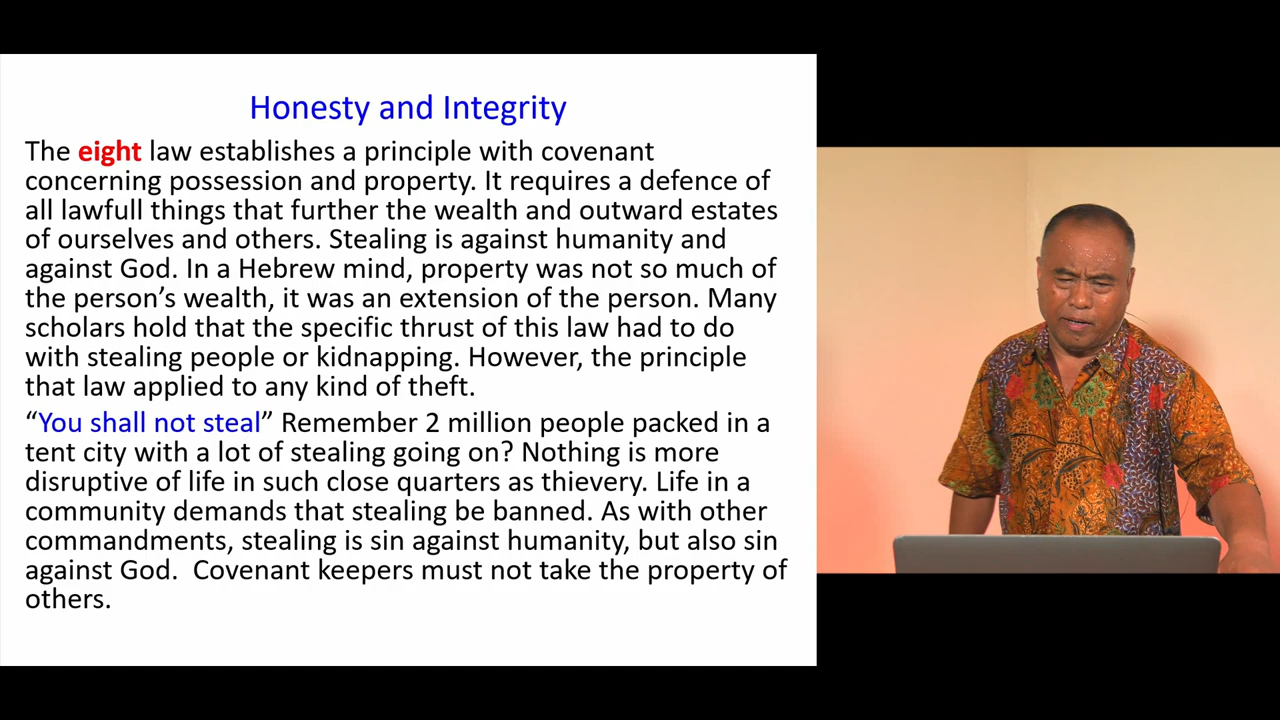 Honesty and Integrity
The eight law establishes a principle with covenant
concerning possession and property. It requires a defence of
all lawfull things that further the wealth and outward estates
of ourselves and others. Stealing is against humanity and
against God. In a Hebrew mind, property was not so much of
the person’s wealth, it was an extension of the person. Many
scholars hold that the specific thrust of this law had to do
with stealing people or kidnapping. However, the principle
that law applied to any kind of theft.
“You shall not steal” Remember 2 million people packed in a
tent city with a lot of stealing going on? Nothing is more
disruptive of life in such close quarters as thievery. Life in a
community demands that stealing be banned. As with other
commandments, stealing is sin against humanity, but also sin
against God.  Covenant keepers must not take the property of
others.